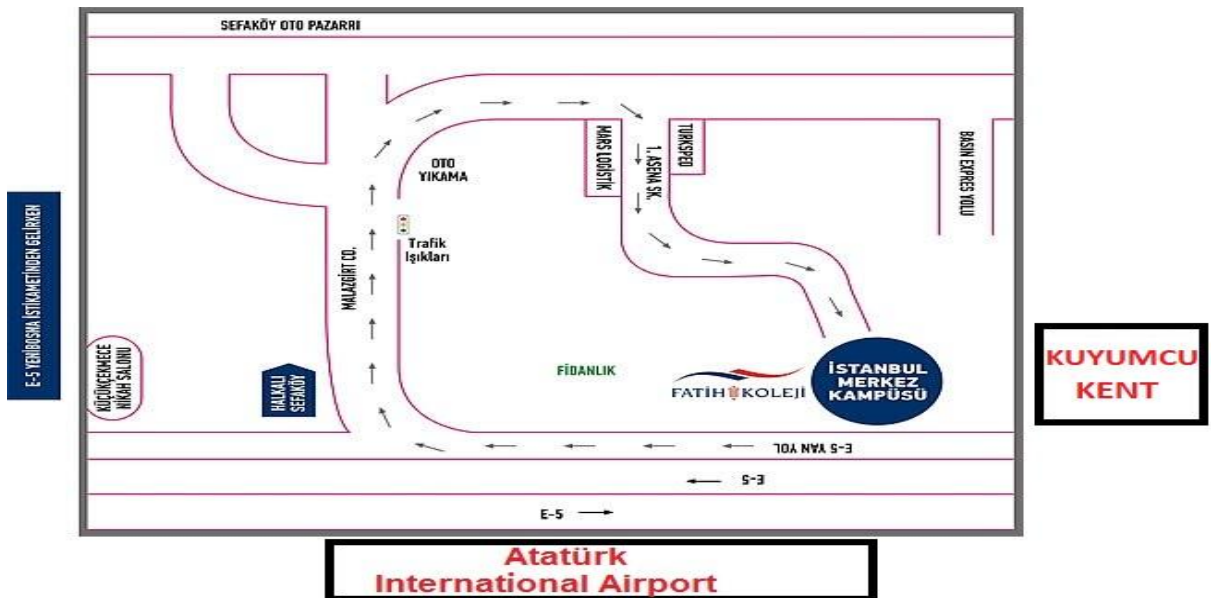 SEFAKÖY OTO PAZARRI
E-5 YENİBOSNA İSTİKAMETİNDEN GELİRKEN
MARS LOGİSTİK
1. ASENA SK.
TURKSPED
BASIN EXPRES YOLU
OTO
YIKAMA
Trafik
Işıkları
MALAZGİRT CD.
KÜÇÜKÇEKMECE
NİKAH SALONU
HALKALI
SEFAKÖY
FİDANLIK
FATİH KOLEJİ
İSTANBUL
MERKEZ
KAMPÜSÜ
KUYUMCU
KENT
E-5 YAN YOL
E-5
E-5
Atatürk
International Airport